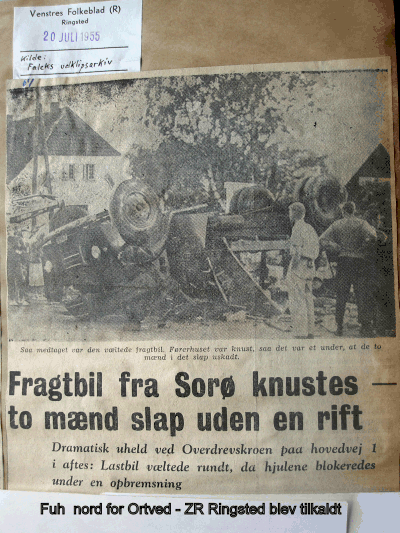 Venstres Folkeblad (R)
Ringsted
20 JULI 1955
Kilde:
Falcks udklipsarkiv
Saa medtaget var den væltede fragtbil. Førerhuset var knust, saa det var et under, at de to
mænd i det slap uskadt.
Fragtbil fra Sorø knustes —
to mænd slap uden en rift
Dramatisk uheld ved Overdrevskroen paa hovedvej 1
i aftes: Lastbil væltede rundt, da hjulene blokeredes
under en opbremsning
Fuh nord for Ortved - ZR Ringsted blev tilkaldt